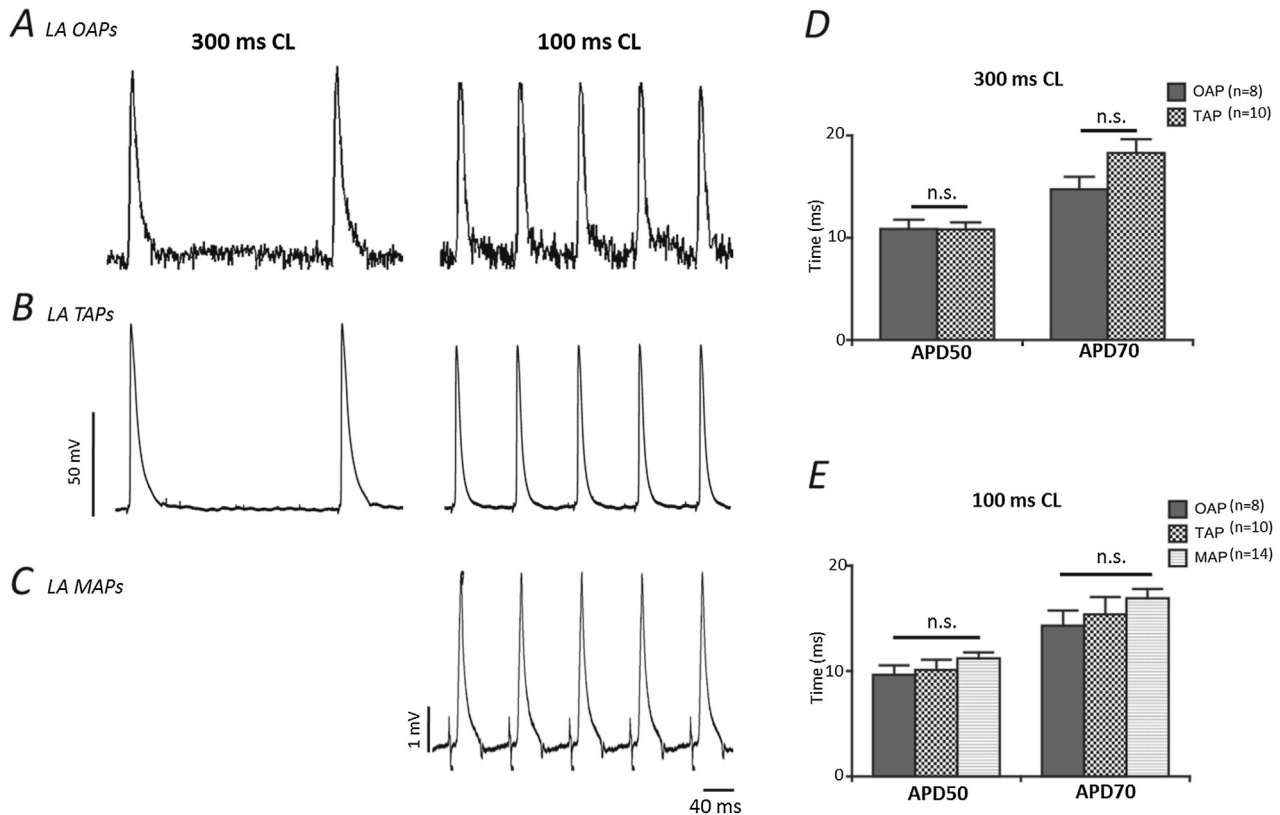 A LA OAPs
300 ms CL
100 ms CL
B LA TAPs
50 mV
C LA MAPs
1 mV
40 ms
D
300 ms CL
OAP (n=8)
TAP (n=10)
n.s.
n.s.
20
10
0
Time (ms)
APD50
APD70
E
100 ms CL
OAP (n=8)
TAP (n=10)
MAP (n=14)
n.s.
n.s.
20
10
0
Time (ms)
APD50
APD70